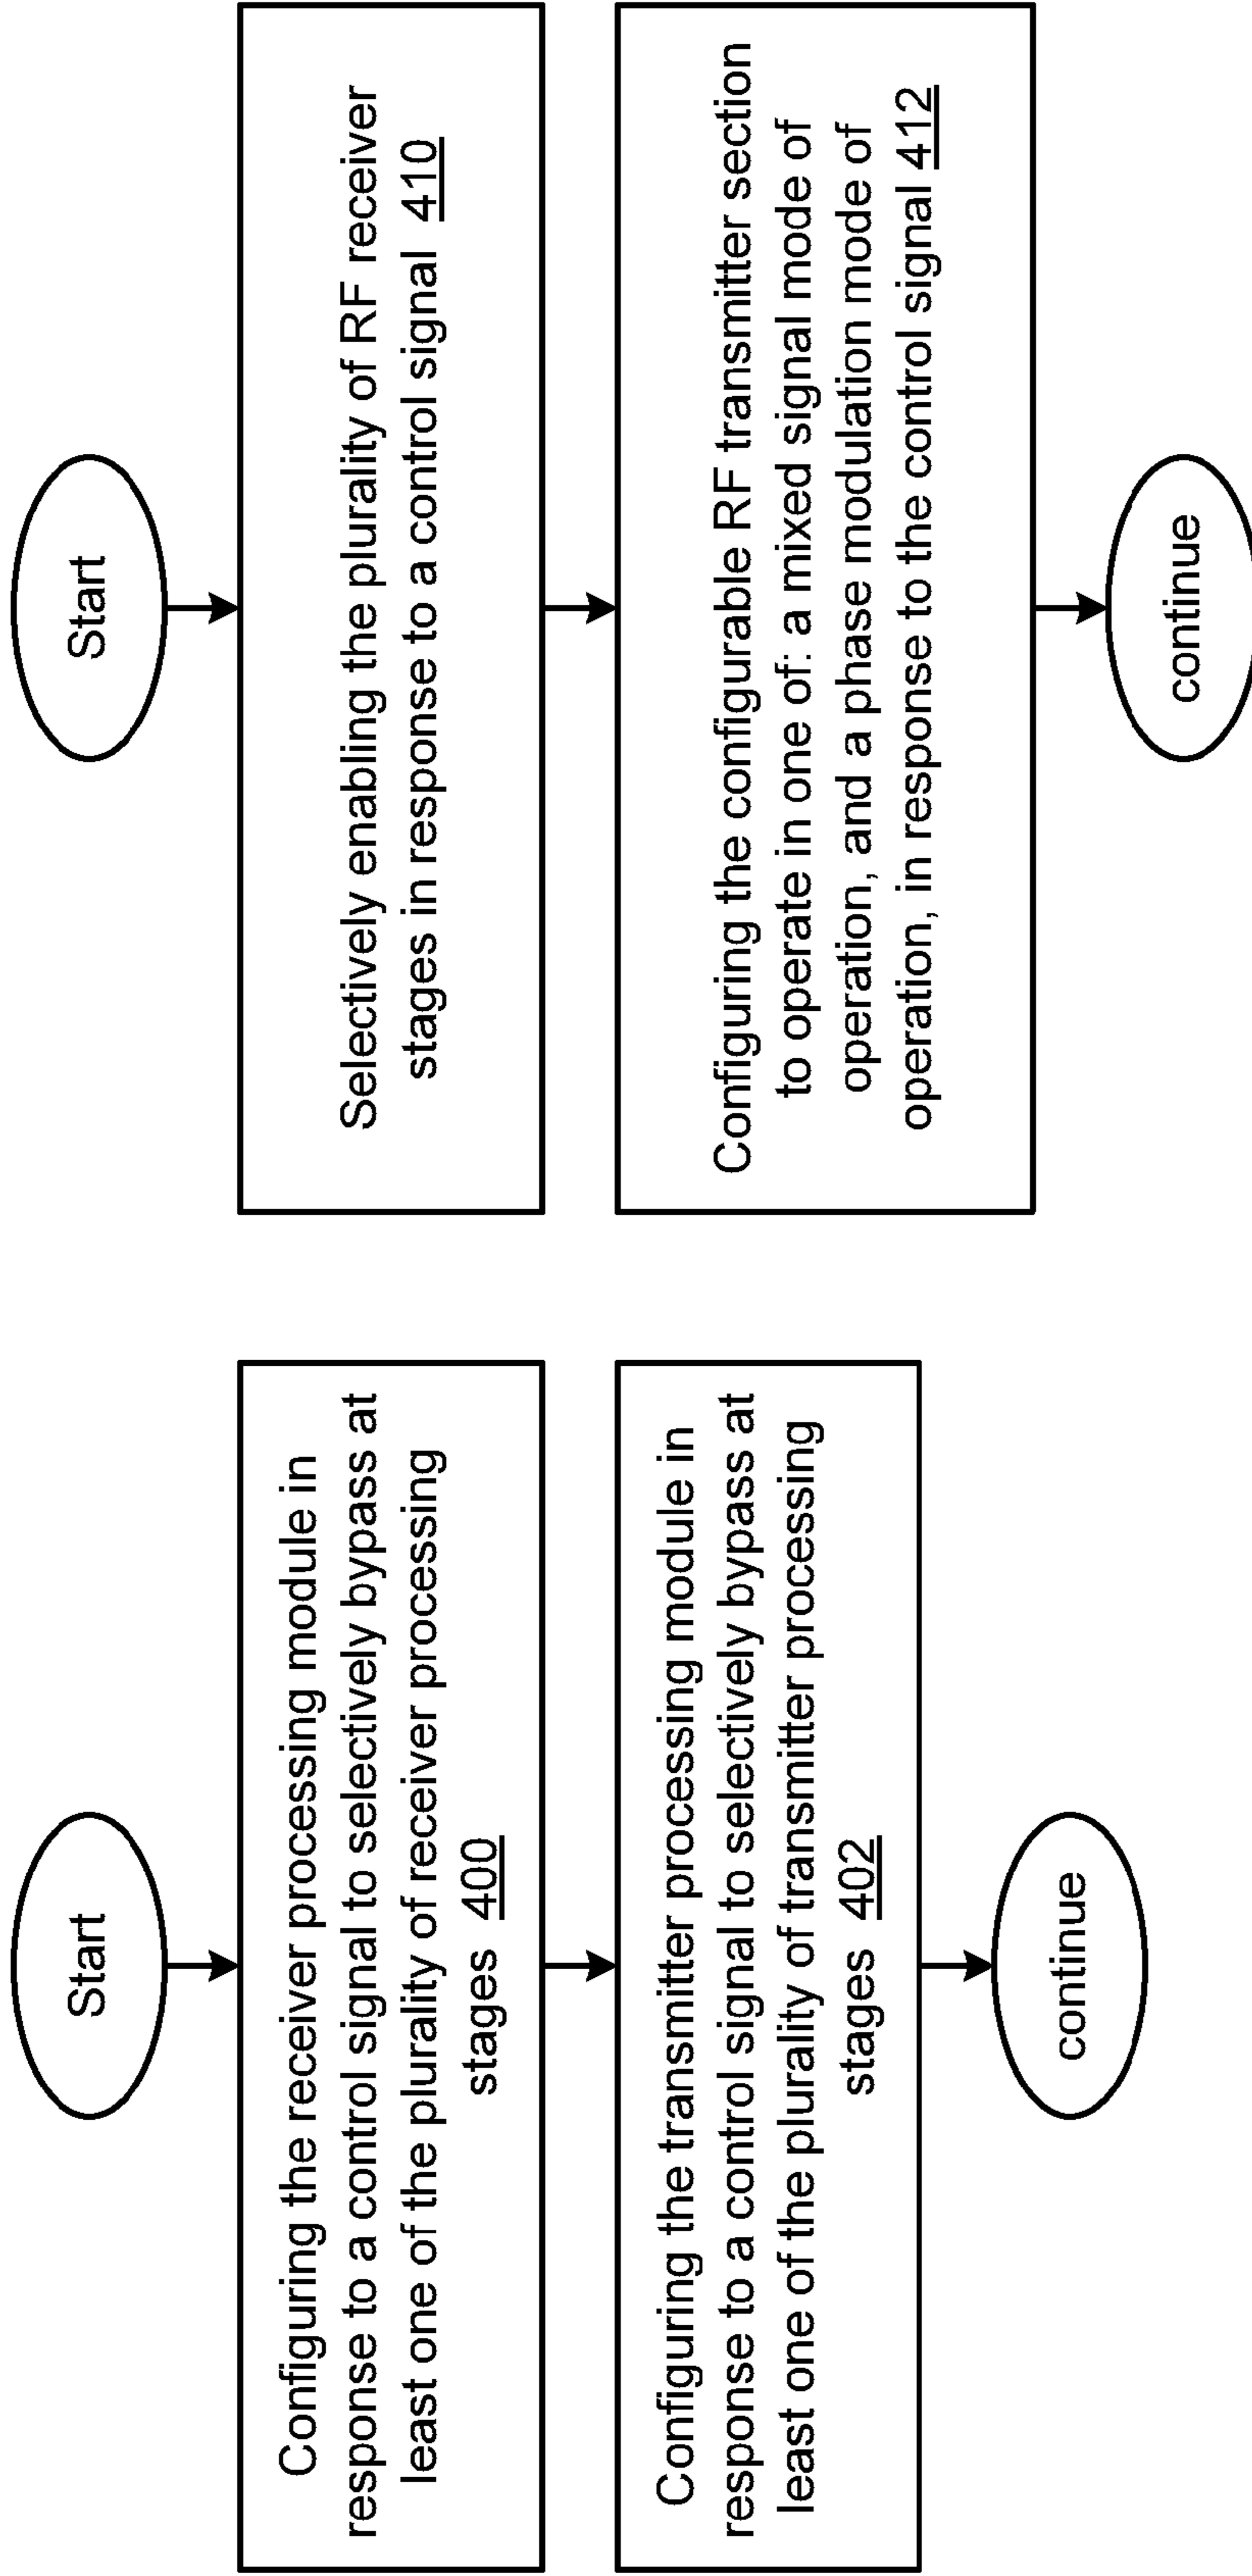 Start
Configuring the receiver processing module in
response to a control signal to selectively bypass at
least one of the plurality of receiver processing
stages 400
Configuring the transmitter processing module in
response to a control signal to selectively bypass at
least one of the plurality of transmitter processing
stages 402
continue
Start
Selectively enabling the plurality of RF receiver
stages in response to a control signal 410
Configuring the configurable RF transmitter section
to operate in one of: a mixed signal mode of
operation, and a phase modulation mode of
operation, in response to the control signal 412
continue